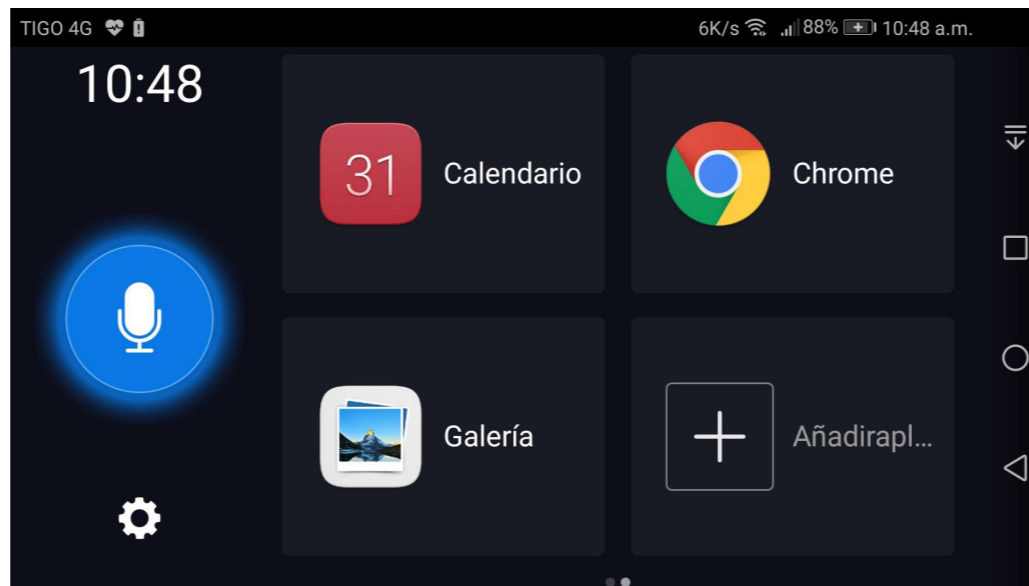 TIGO 4G 6K/s 88% 10:48 a.m.
10:48
31 Calendario
Chrome
Galería
Añadirapl...